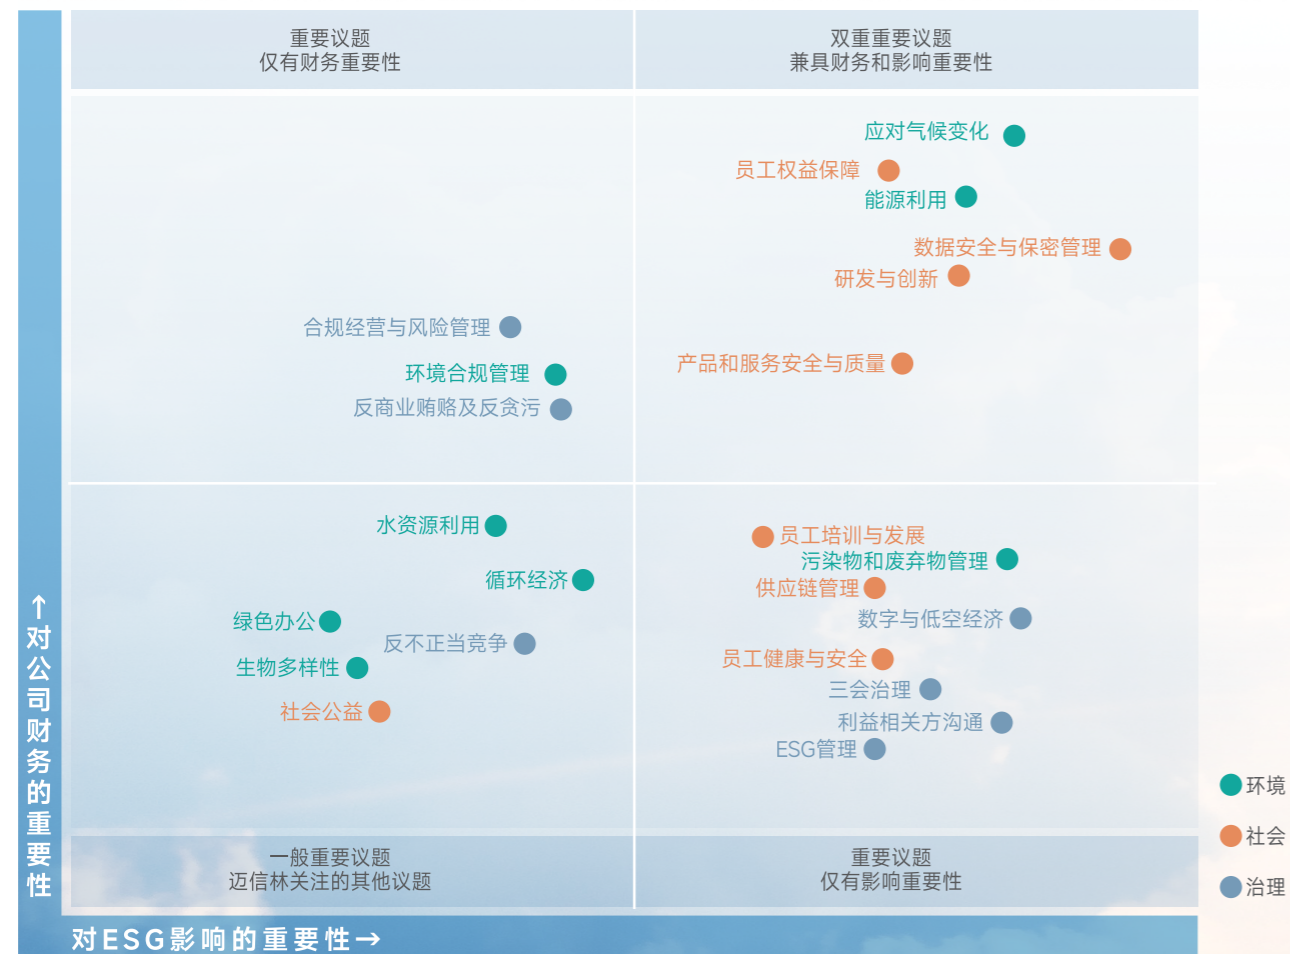 重要议题
仅有财务重要性
双重重要议题
兼具财务和影响重要性
应对气候变化
员工权益保障
能源利用
数据安全与保密管理
研发与创新
合规经营与风险管理
产品和服务安全与质量
环境合规管理
反商业贿赂及反贪污
水资源利用
员工培训与发展
污染物和废弃物管理
循环经济
供应链管理
绿色办公
数字与低空经济
反不正当竞争
员工健康与安全
生物多样性
三会治理
社会公益
利益相关方沟通
ESG管理
一般重要议题
迈信林关注的其他议题
重要议题
仅有影响重要性
↑对公司财务的重要性
对ESG影响的重要性→
环境
社会
治理